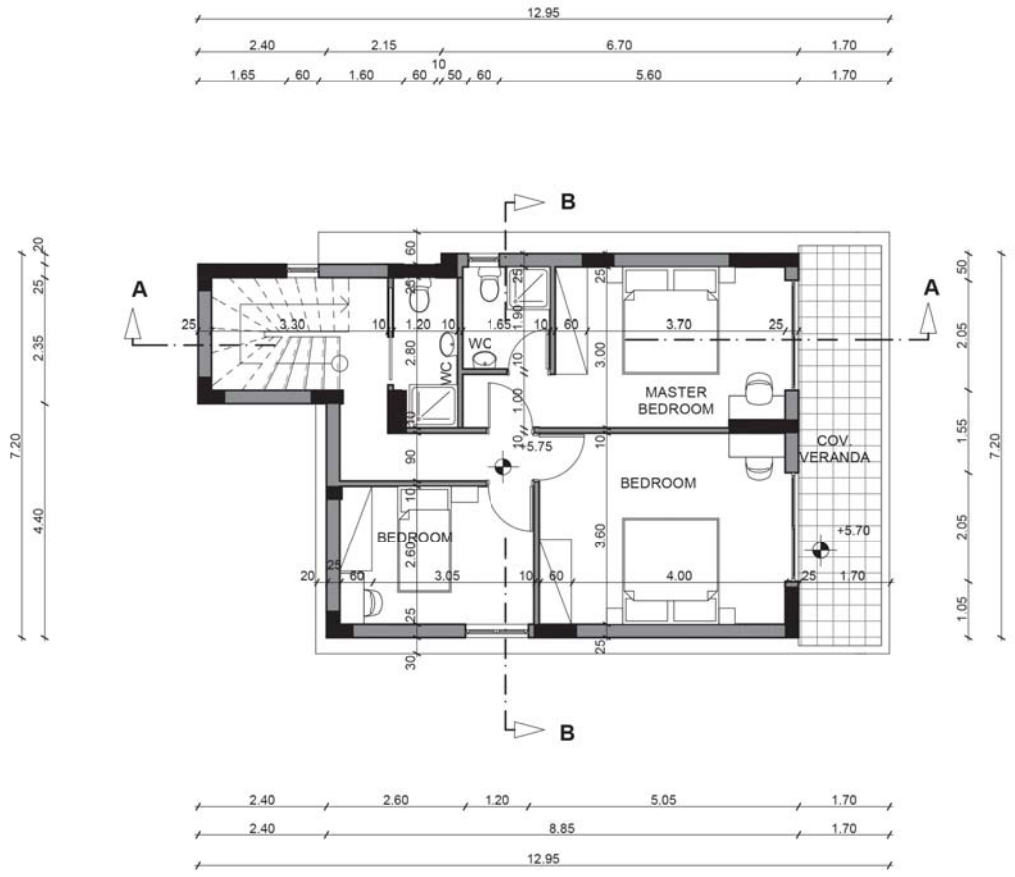 12.95
2.40 2.15 6.70 1.70
10
1.65 60 1.60 60 50 60 5.60 1.70
B
20 60 50
25 25 25 25
A A
25 3.30 10 1.20 10 1.65 10 60 3.70 25
1.90
2.35 2.80 WC 3.00 2.05
WC 10
MASTER
BEDROOM
10 1.00
10 10 1.55
+5.75 COV.
VERANDA
7.20 90 7.20
BEDROOM
10
4.40 BEDROOM 3.60 2.05
2.60 +5.70
25
20 60 3.05 10 60 4.00 25 1.70
25 1.05
25
30
B
2.40 2.60 1.20 5.05 1.70
2.40 8.85 1.70
12.95